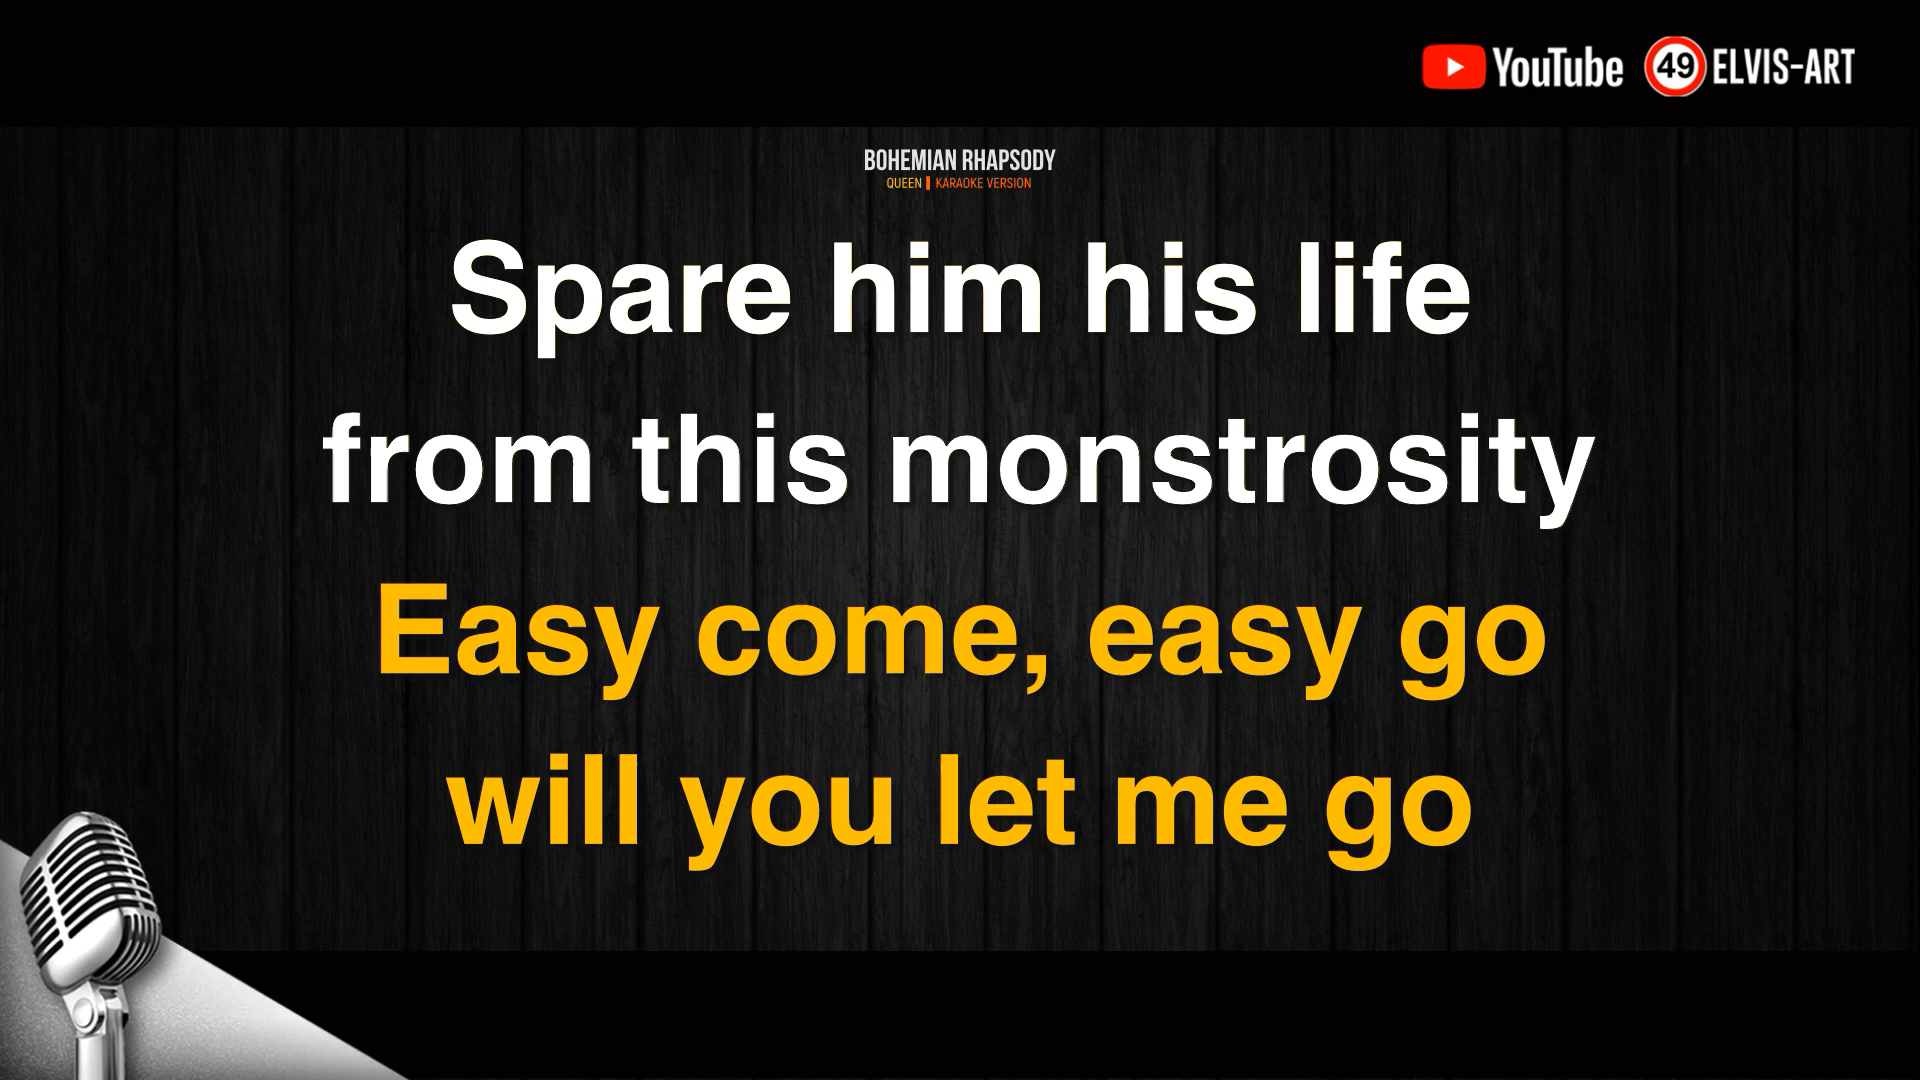 YouTube 49 ELVIS-ART
BOHEMIAN RHAPSODY
QUEEN | KARAOKE VERSION
Spare him his life
from this monstrosity
Easy come, easy go
will you let me go